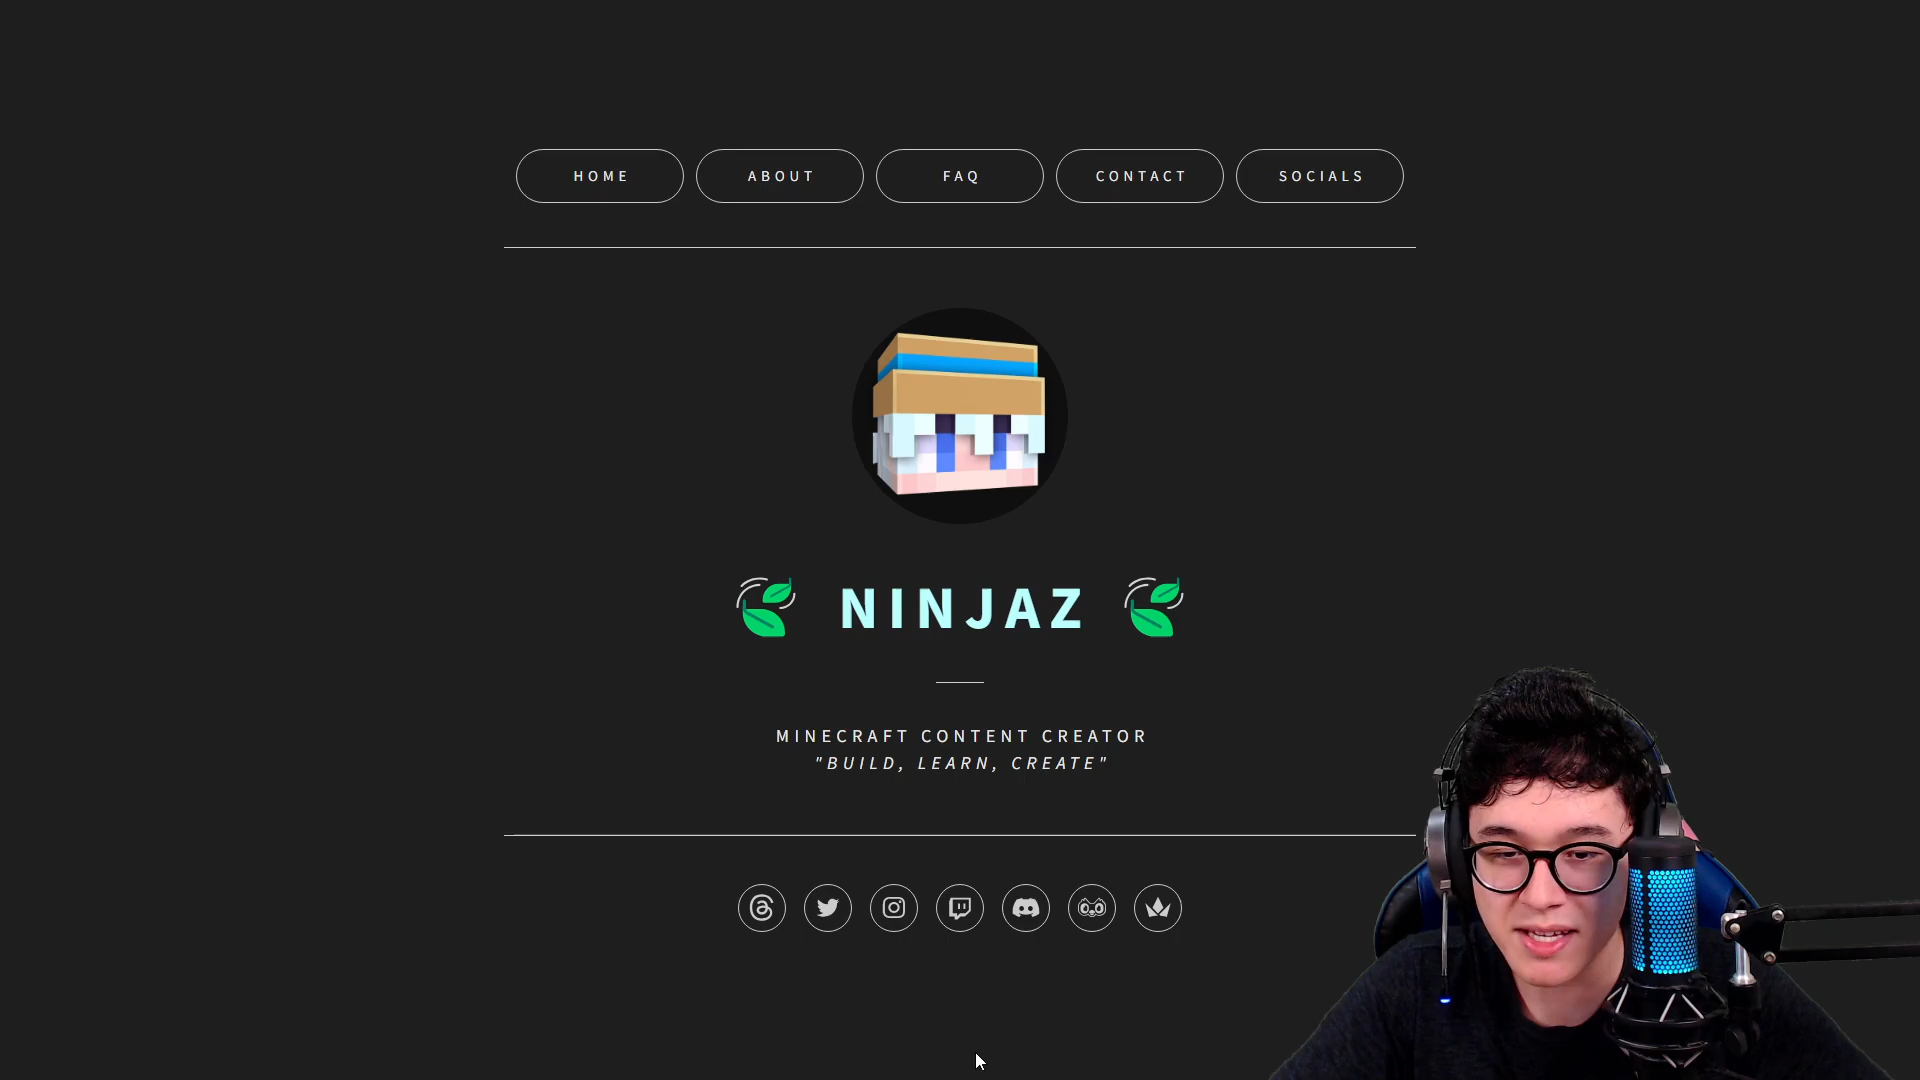 HOME
ABOUT
FAQ
CONTACT
SOCIALS
NINJAZ
MINECRAFT CONTENT CREATOR
"BUILD, LEARN, CREATE"